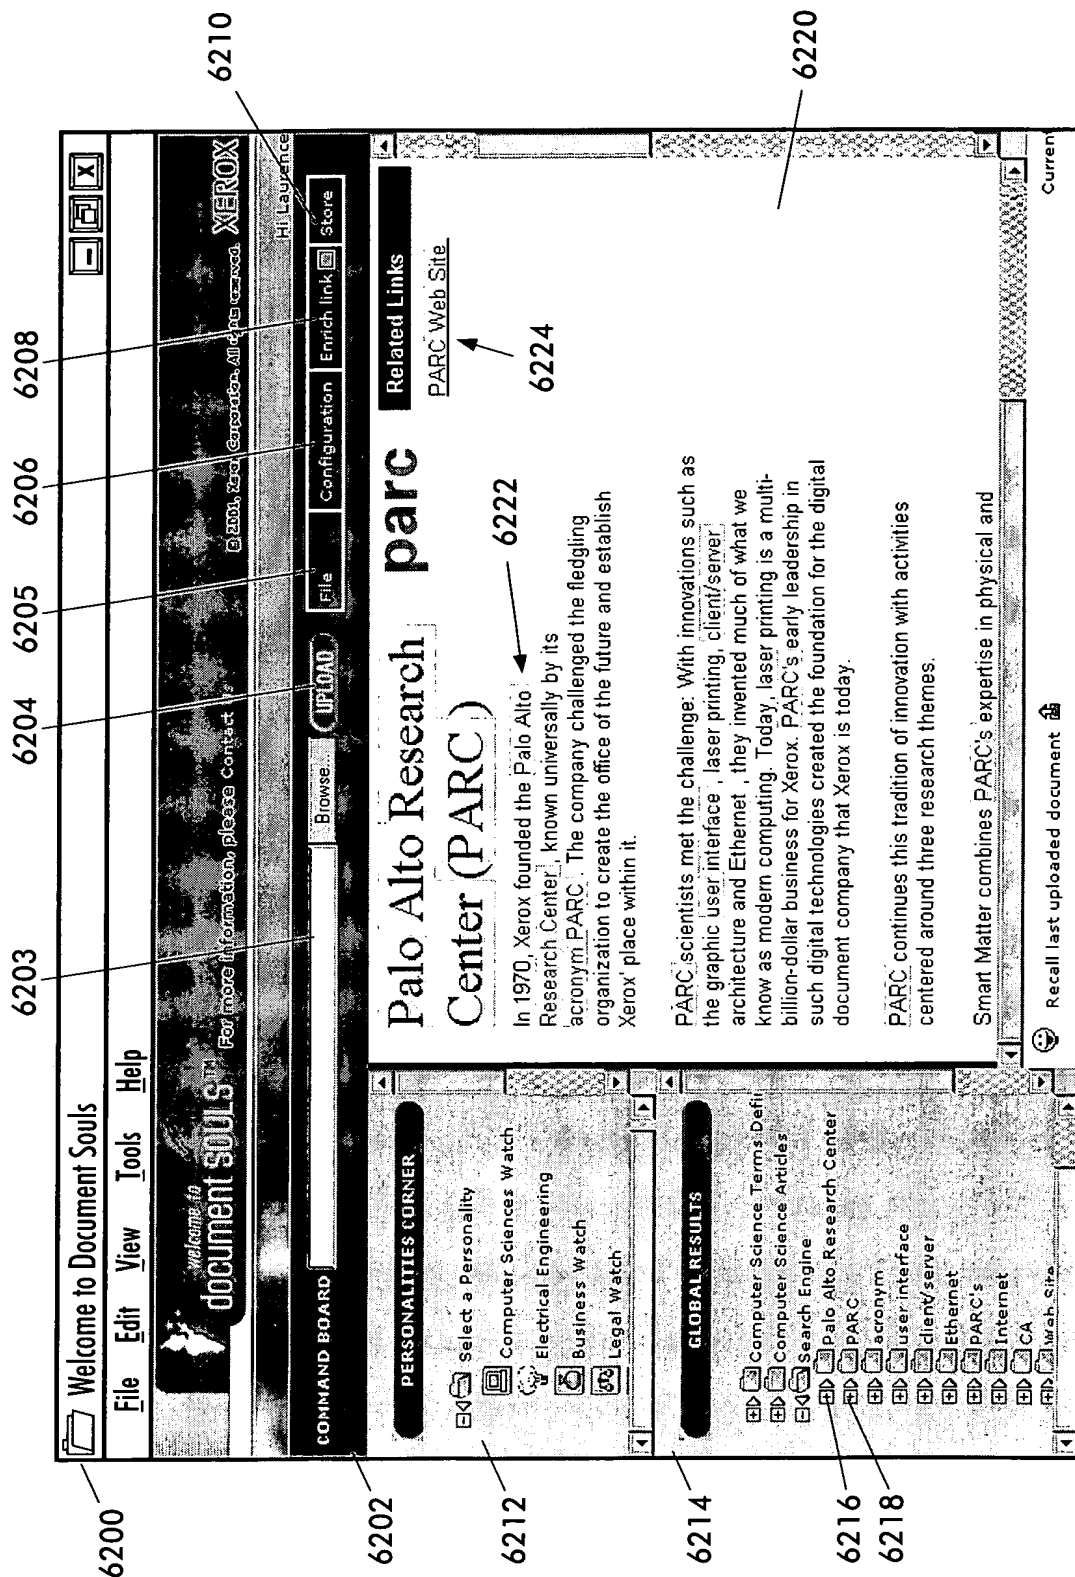 6200
Welcome to Document Souls
File Edit View Tools Help
welcome to
document souls™
For more information, please Contact Us
© 2001, Xerox Corporation. All rights reserved.
XEROX
Hi Laurence
6202
COMMAND BOARD
6203
Browse...
6204
UPLOAD
6205
File
6206
Configuration
6208
Enrich link
6210
Store
6212
PERSONALITIES CORNER
Select a Personality
Computer Sciences Watch
Electrical Engineering
Business Watch
Legal Watch
6214
GLOBAL RESULTS
Computer Science Terms Defii
Computer Science Articles
Search Engine
6216
Palo Alto Research Center
6218
PARC
acronym
user interface
client/server
Ethernet
PARC's
Internet
CA
Web Site
Palo Alto Research
Center (PARC)
parc
Related Links
PARC Web Site
6224
6222
6220
In 1970, Xerox founded the Palo Alto
Research Center , known universally by its
acronym PARC . The company challenged the fledging
organization to create the office of the future and establish
Xerox' place within it.
PARC scientists met the challenge. With innovations such as
the graphic user interface , laser printing, client/server
architecture and Ethernet , they invented much of what we
know as modern computing. Today, laser printing is a multi-
billion-dollar business for Xerox. PARC's early leadership in
such digital technologies created the foundation for the digital
document company that Xerox is today.
PARC continues this tradition of innovation with activities
centered around three research themes.
Smart Matter combines PARC's expertise in physical and
Recall last uploaded document
Current